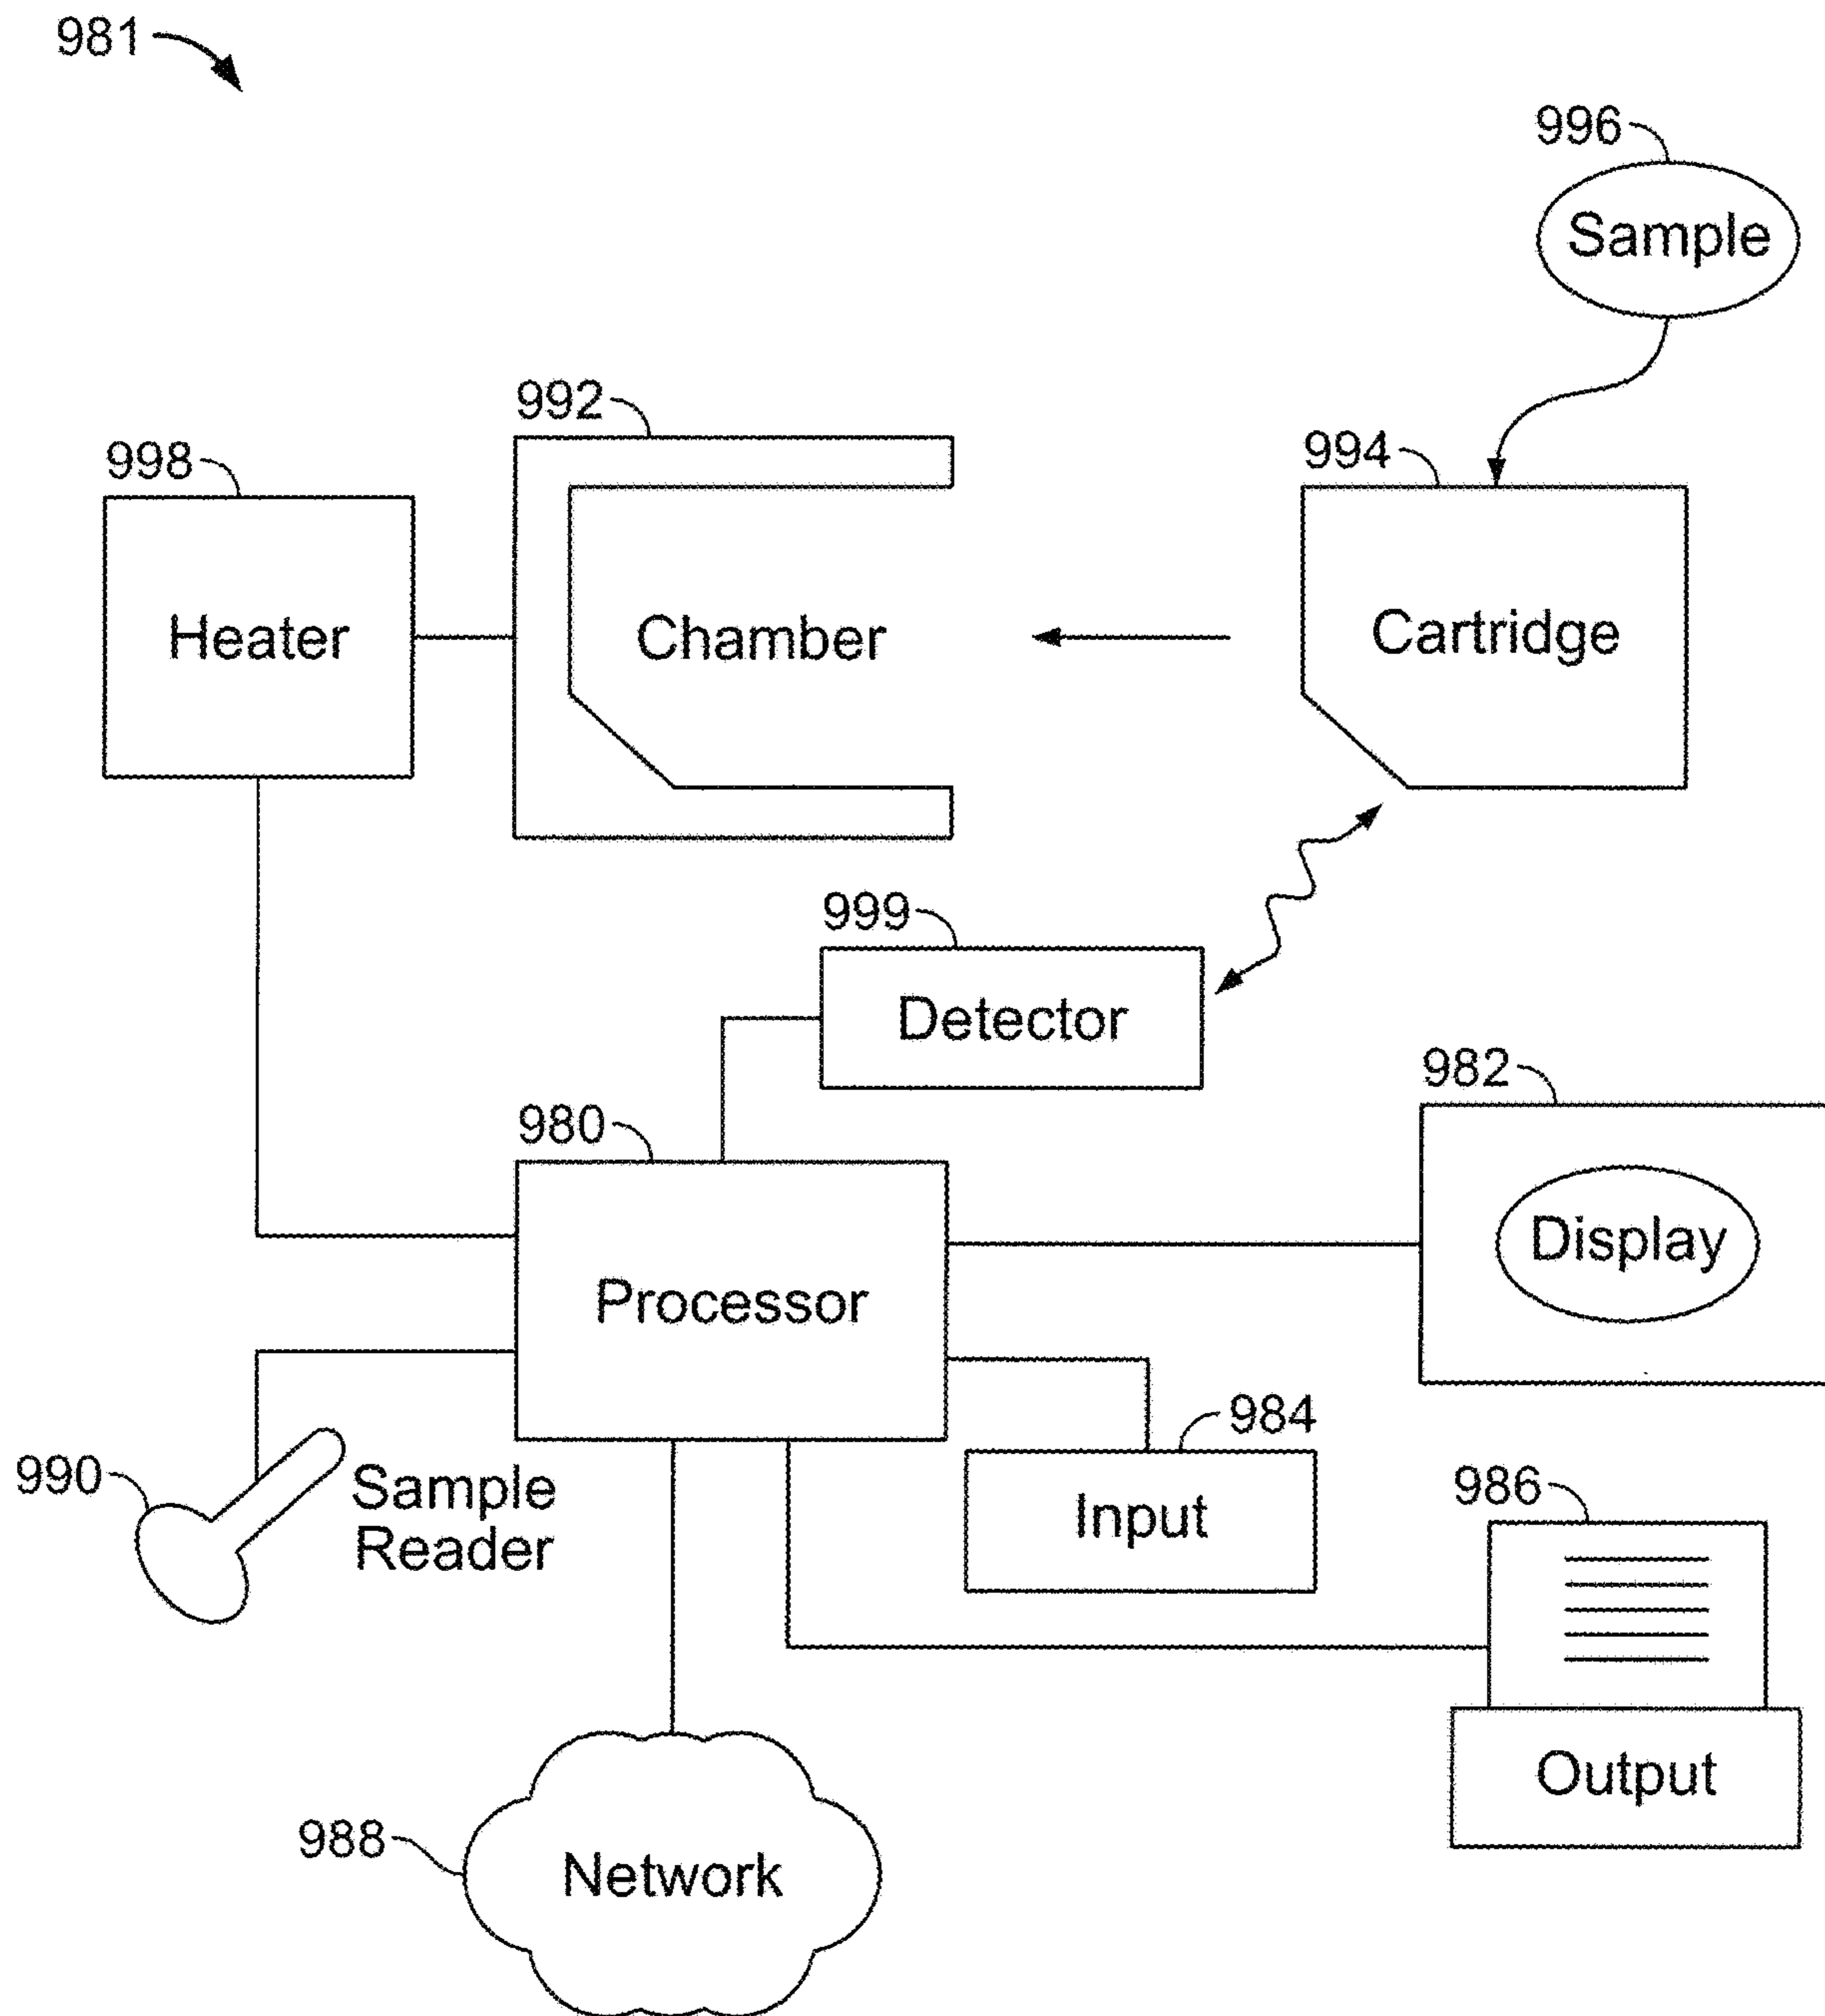 981
996
Sample
992
998
994
Heater
Chamber
Cartridge
999
Detector
982
980
Display
Processor
984
990
Sample
Reader
986
Input
Output
988
Network